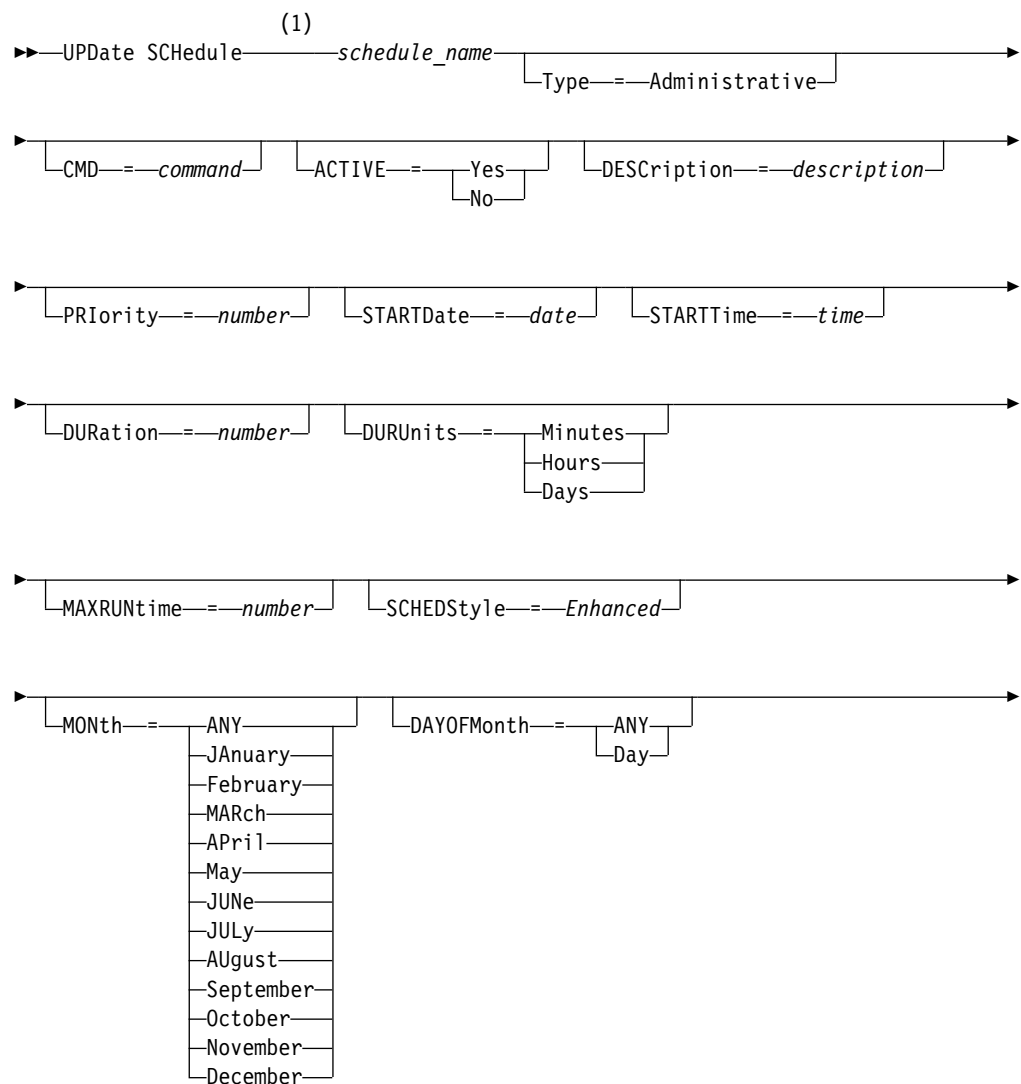 (1)
UPDate SCHedule schedule_name
Type = Administrative
CMD = command ACTIVE = Yes DESCription = description
No
PRIority = number STARTDate = date STARTTime = time
DURation = number DURUnits = Minutes
Hours
Days
MAXRUNtime = number SCHEDStyle = Enhanced
MONth = ANY DAYOFMonth = ANY
JAnuary Day
February
MARch
APril
May
JUNe
JULy
AUgust
September
October
November
December